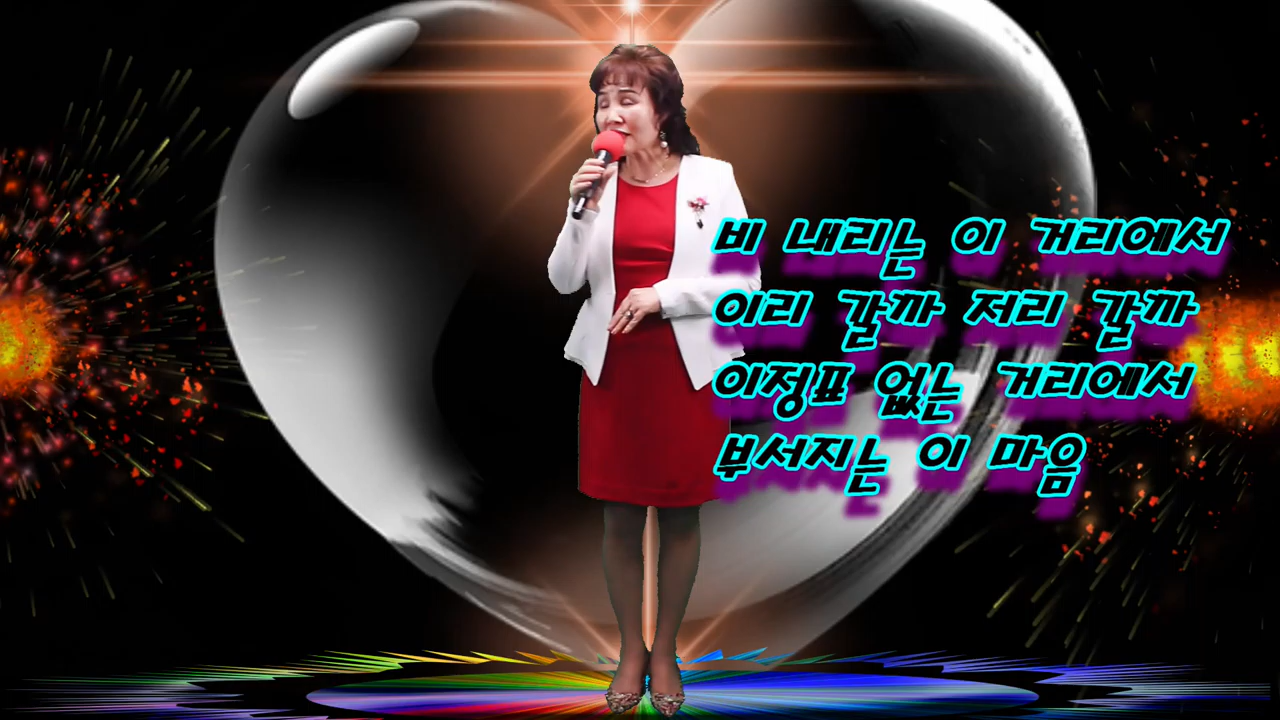 비 내리는 이 거리에서
이리 갈까 저리 갈까
이정표 없는 거리에서
부서지는 이 마음